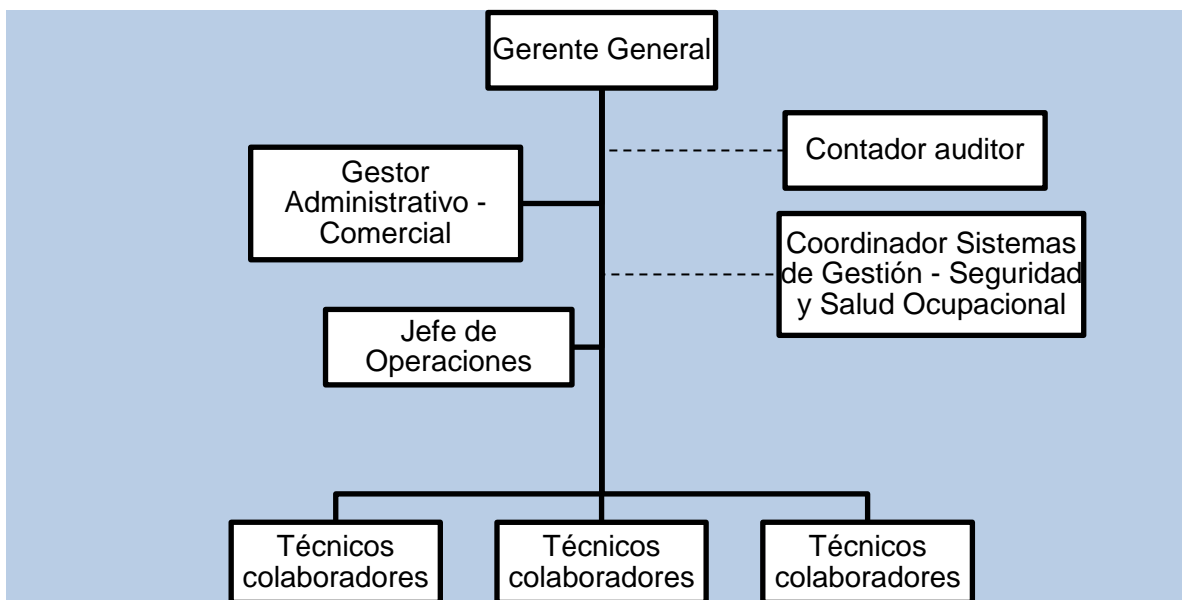 Gerente General
Contador auditor
Gestor
Administrativo -
Comercial
Coordinador Sistemas
de Gestión - Seguridad
y Salud Ocupacional
Jefe de
Operaciones
Técnicos
colaboradores
Técnicos
colaboradores
Técnicos
colaboradores